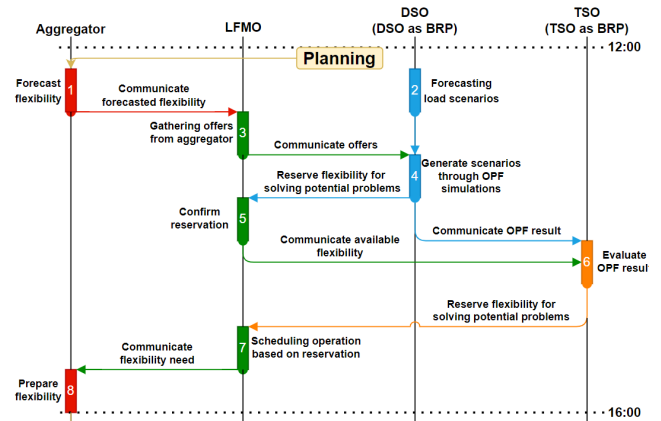 Aggregator
LFMO
DSO
(DSO as BRP)
TSO
(TSO as BRP)
12:00
Planning
Forecast
flexibility
1
Communicate
forecasted flexibility
2
Forecasting
load scenarios
Gathering offers
from aggregator
3
Communicate offers
4
Generate scenarios
through OPF
simulations
Reserve flexibility for
solving potential problems
Confirm
reservation
5
Communicate OPF result
Communicate available
flexibility
6
Evaluate
OPF result
Reserve flexibility for
solving potential problems
7
Scheduling operation
based on reservation
Communicate
flexibility need
Prepare
flexibility
8
16:00